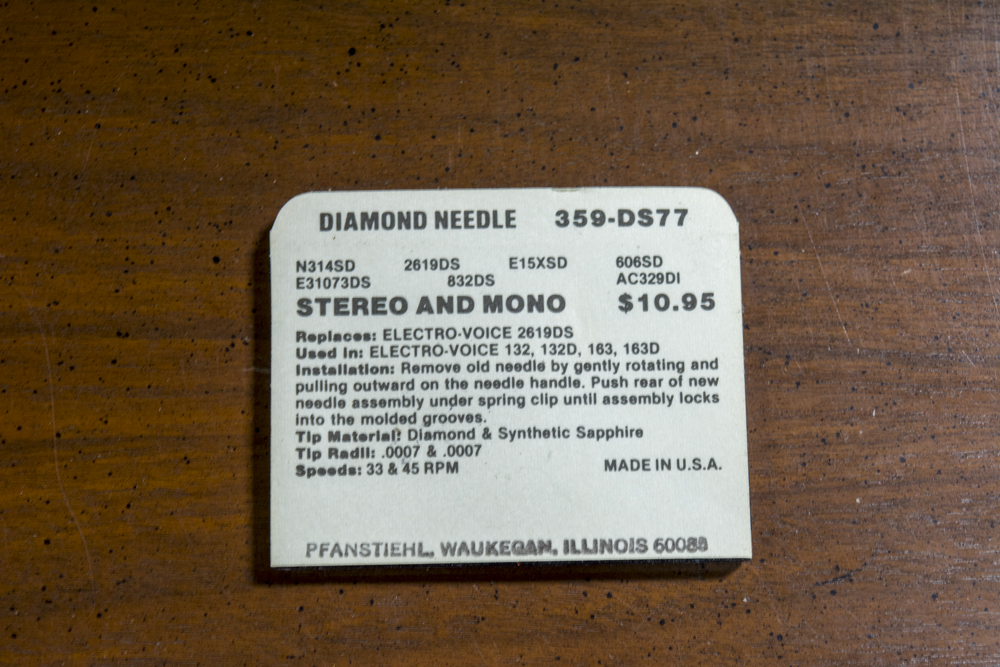 DIAMOND NEEDLE 359-DS77
N314SD 2619DS E15XSD 606SD
E31073DS 832DS AC329DI
STEREO AND MONO $10.95
Replaces: ELECTRO-VOICE 2619DS
Used In: ELECTRO-VOICE 132, 132D, 163, 163D
Installation: Remove old needle by gently rotating and
pulling outward on the needle handle. Push rear of new
needle assembly under spring clip until assembly locks
into the molded grooves.
Tip Material: Diamond & Synthetic Sapphire
Tip Radii: .0007 & .0007
Speeds: 33 & 45 RPM MADE IN U.S.A.
PFANSTIEHL, WAUKEGAN, ILLINOIS 60085